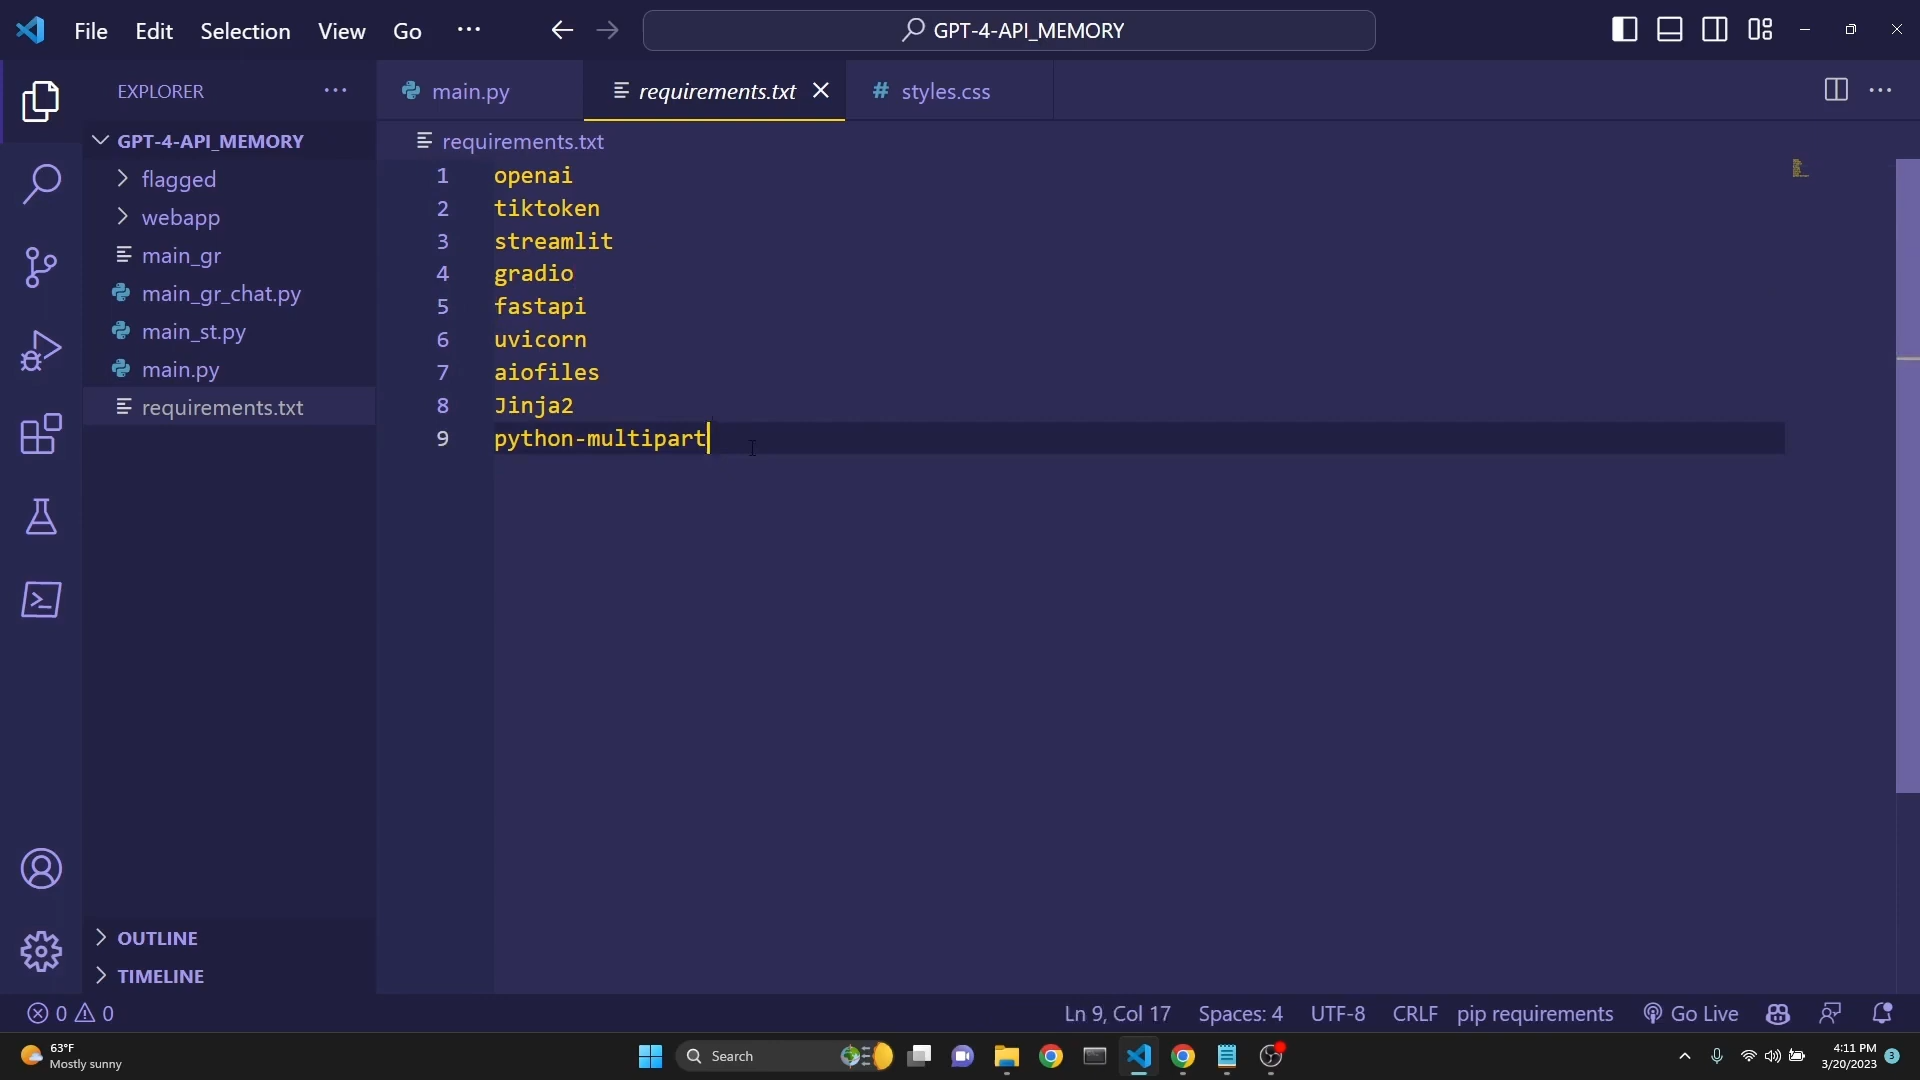 File Edit Selection View Go ··· GPT-4-API_MEMORY
EXPLORER ···
main.py requirements.txt # styles.css ···
GPT-4-API_MEMORY
flagged
webapp
main_gr
main_gr_chat.py
main_st.py
main.py
requirements.txt
requirements.txt
1 openai
2 tiktoken
3 streamlit
4 gradio
5 fastapi
6 uvicorn
7 aiofiles
8 Jinja2
9 python-multipart
OUTLINE
TIMELINE
0 0 Ln 9, Col 17 Spaces: 4 UTF-8 CRLF pip requirements Go Live
63°F
Mostly sunny
Search
4:11 PM
3/20/2023
3